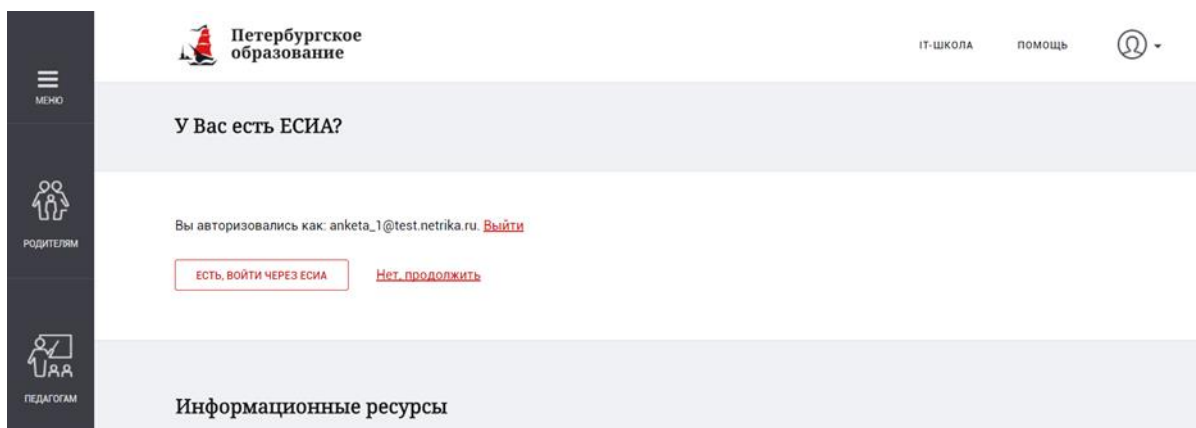 Петербургское
образование
IT-ШКОЛА
ПОМОЩЬ
МЕНЮ
У Вас есть ЕСИА?
РОДИТЕЛЯМ
Вы авторизовались как: anketa_1@test.netrika.ru. Выйти
ЕСТЬ, ВОЙТИ ЧЕРЕЗ ЕСИА
Нет, продолжить
ПЕДАГОГАМ
Информационные ресурсы